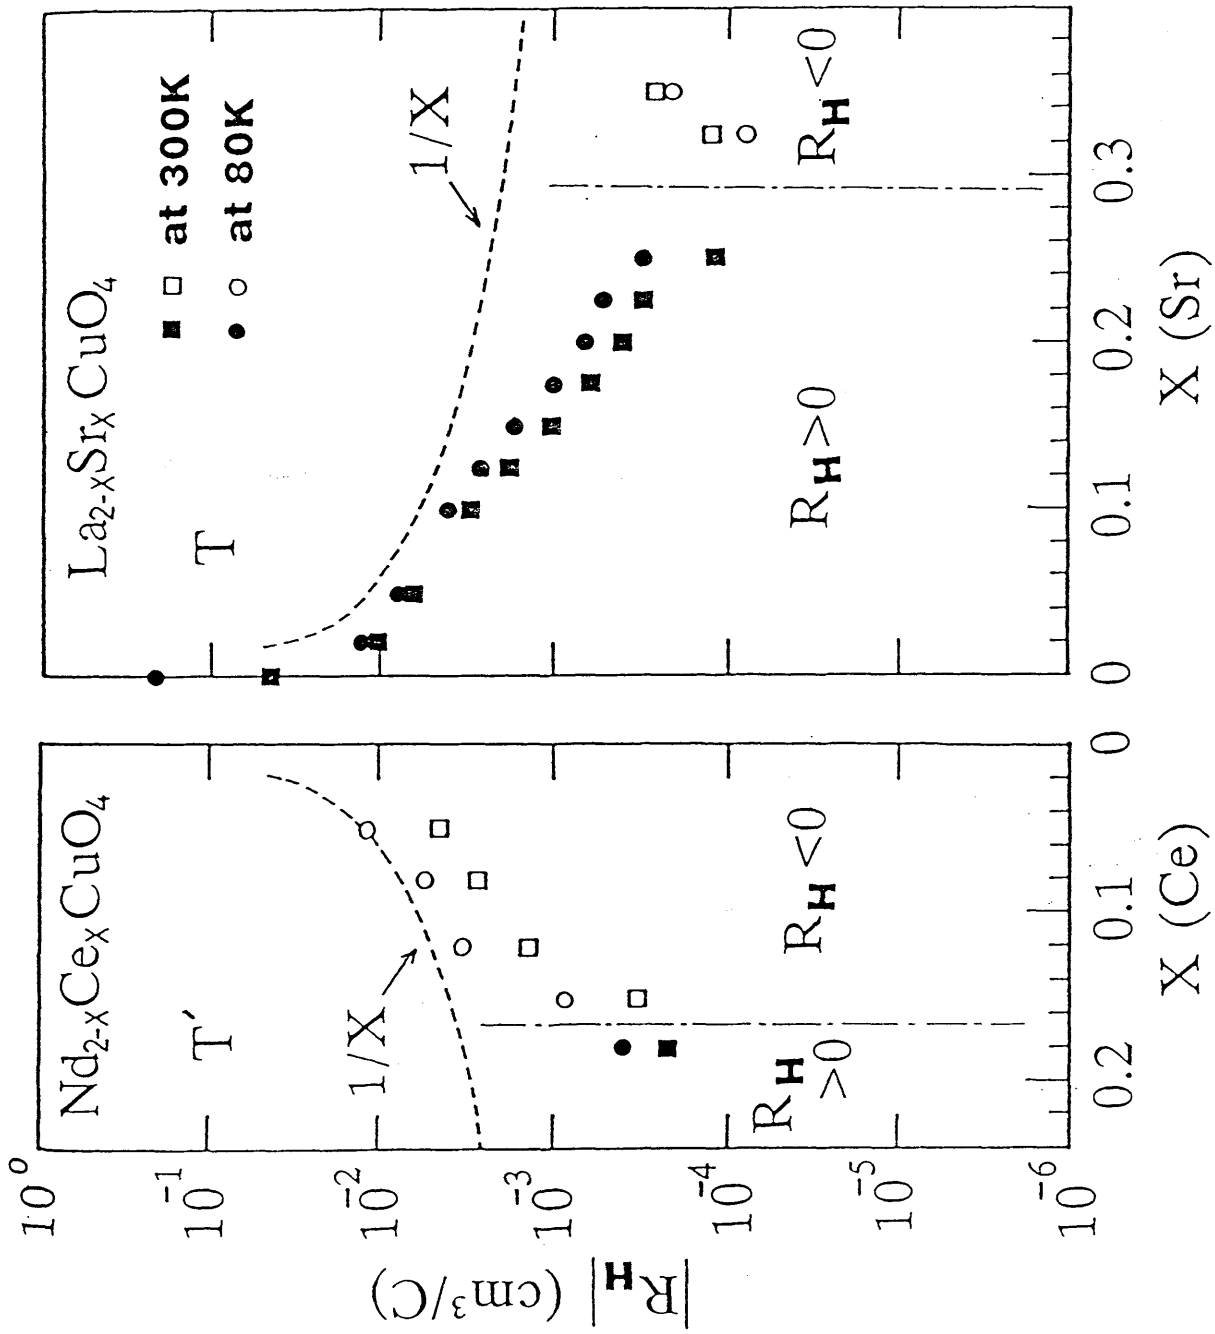 La2-XSrXCuO4
T
■ □ at 300K
● ○ at 80K
1/X
RH>0
RH<0
0
0.1
0.2
0.3
X (Sr)
Nd2-XCeXCuO4
T′
1/X
RH
>0
RH<0
0.2
0.1
0
X (Ce)
10⁰
10⁻¹
10⁻²
10⁻³
10⁻⁴
10⁻⁵
10⁻⁶
|RH|
(cm³/C)